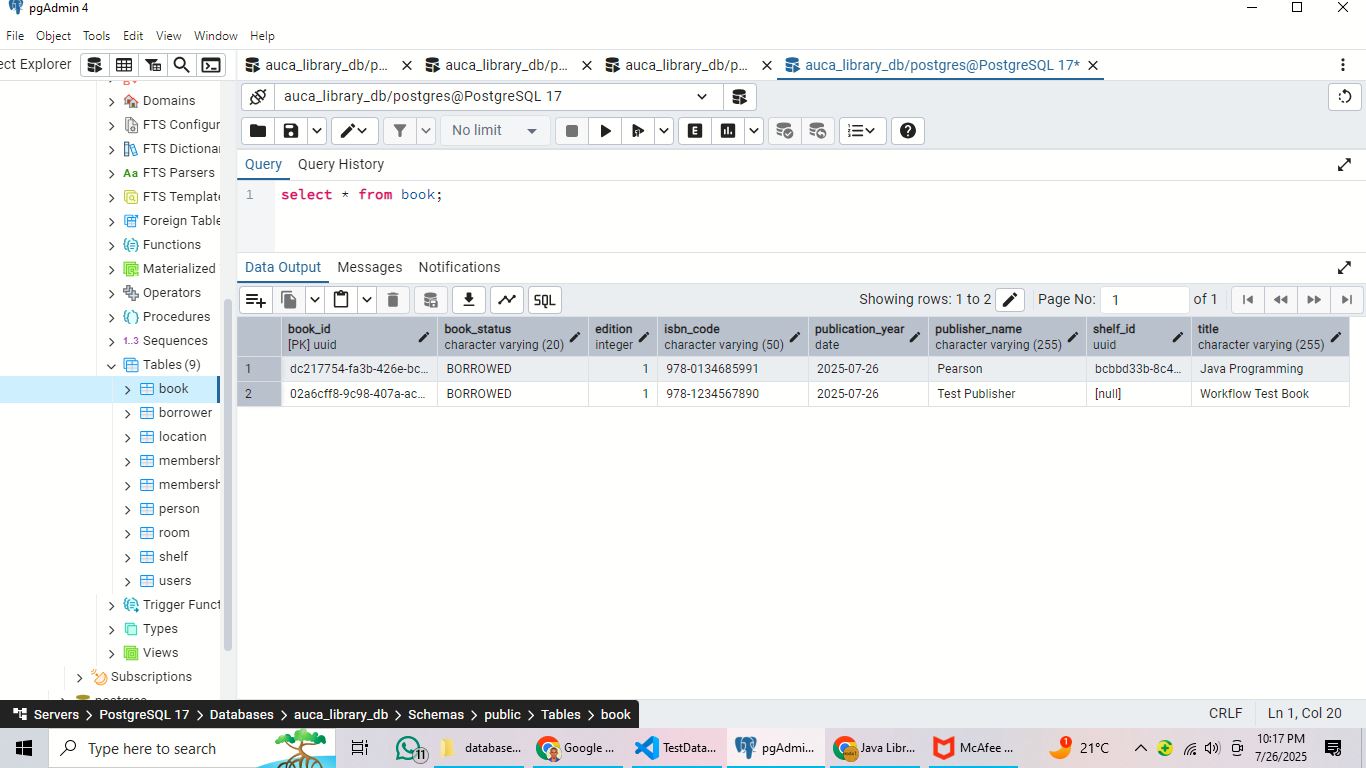 pgAdmin 4
File Object Tools Edit View Window Help
ect Explorer
auca_library_db/p... auca_library_db/p... auca_library_db/p... auca_library_db/postgres@PostgreSQL 17*
auca_library_db/postgres@PostgreSQL 17
No limit
E
Query Query History
1 select * from book;
Data Output Messages Notifications
SQL Showing rows: 1 to 2 Page No: 1 of 1
book_id book_status edition isbn_code publication_year publisher_name shelf_id title
[PK] uuid character varying (20) integer character varying (50) date character varying (255) uuid character varying (255)
1 dc217754-fa3b-426e-bc... BORROWED 1 978-0134685991 2025-07-26 Pearson bcbbd33b-8c4... Java Programming
2 02a6cff8-9c98-407a-ac... BORROWED 1 978-1234567890 2025-07-26 Test Publisher [null] Workflow Test Book
Domains
FTS Configur
FTS Dictionar
Aa FTS Parsers
FTS Template
Foreign Table
Functions
Materialized
Operators
Procedures
1..3 Sequences
Tables (9)
book
borrower
location
membersh
membersh
person
room
shelf
users
Trigger Funct
Types
Views
Subscriptions
Servers PostgreSQL 17 Databases auca_library_db Schemas public Tables book
CRLF Ln 1, Col 20
Type here to search
11
database...
Google ...
TestData...
pgAdmi...
Java Libr...
McAfee ...
1
21°C
10:17 PM
7/26/2025